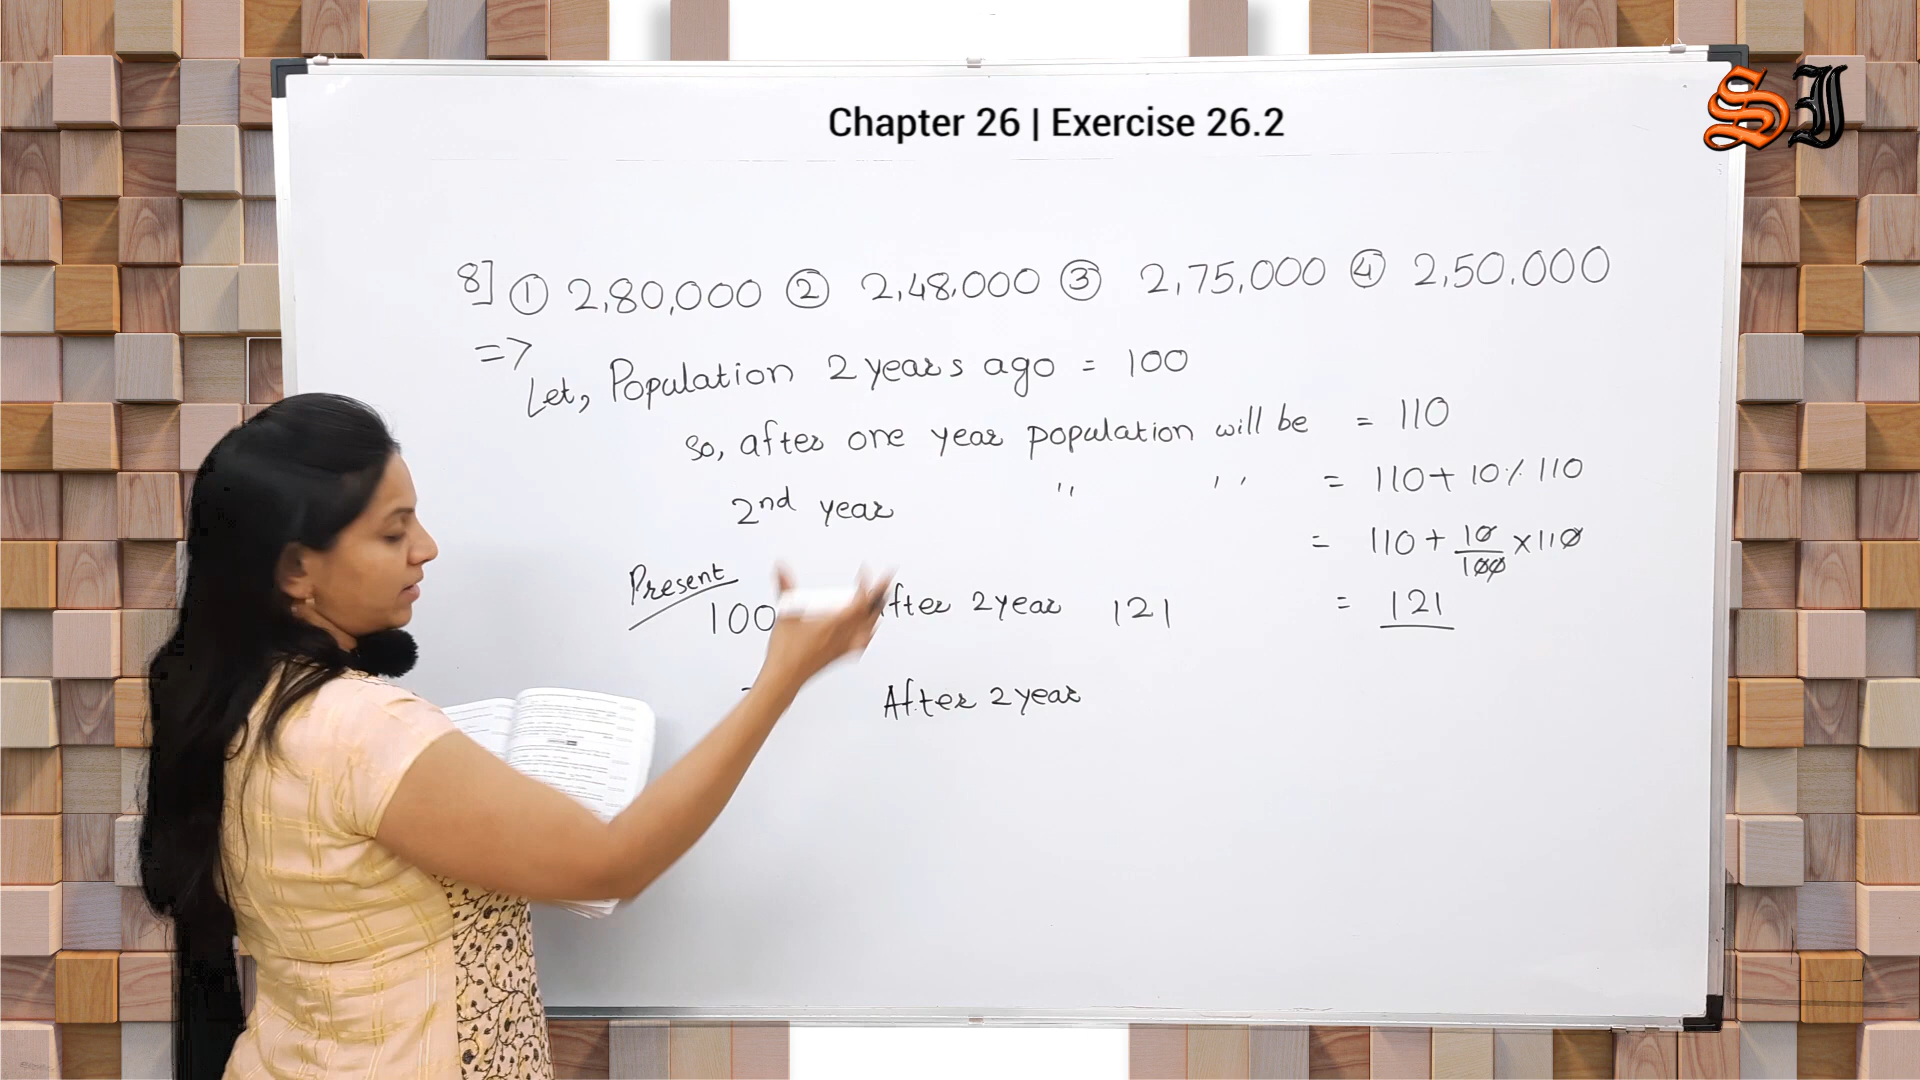 Chapter 26 | Exercise 26.2
SJ
8] ① 2,80,000 ② 2,48,000 ③ 2,75,000 ④ 2,50,000
=> Let, Population 2 years ago = 100
so, after one year population will be = 110
2nd year " " = 110 + 10% 110
= 110 + 10/100 × 110
Present
100 After 2 year 121 = 121
After 2 year